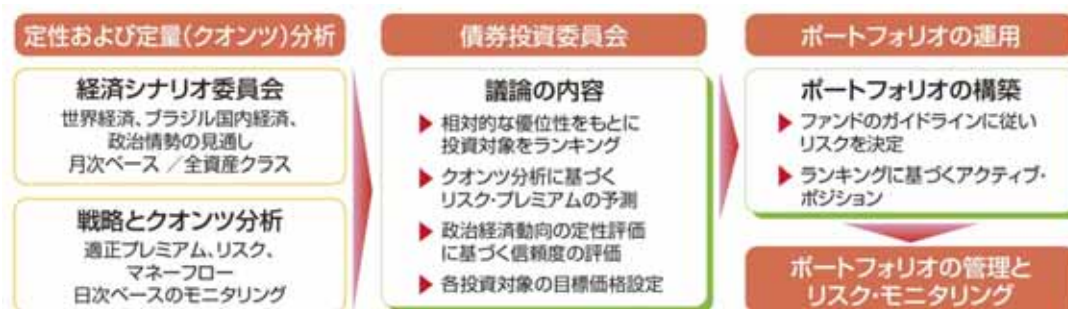 定性および定量(クオンツ)分析
経済シナリオ委員会
世界経済、ブラジル国内経済、
政治情勢の見通し
月次ベース／全資産クラス
戦略とクオンツ分析
適正プレミアム、リスク、
マネーフロー
日次ベースのモニタリング
債券投資委員会
議論の内容
▶ 相対的な優位性をもとに
投資対象をランキング
▶ クオンツ分析に基づく
リスク・プレミアムの予測
▶ 政治経済動向の定性評価
に基づく信頼度の評価
▶ 各投資対象の目標価格設定
ポートフォリオの運用
ポートフォリオの構築
▶ ファンドのガイドラインに従い
リスクを決定
▶ ランキングに基づくアクティブ・
ポジション
ポートフォリオの管理と
リスク・モニタリング